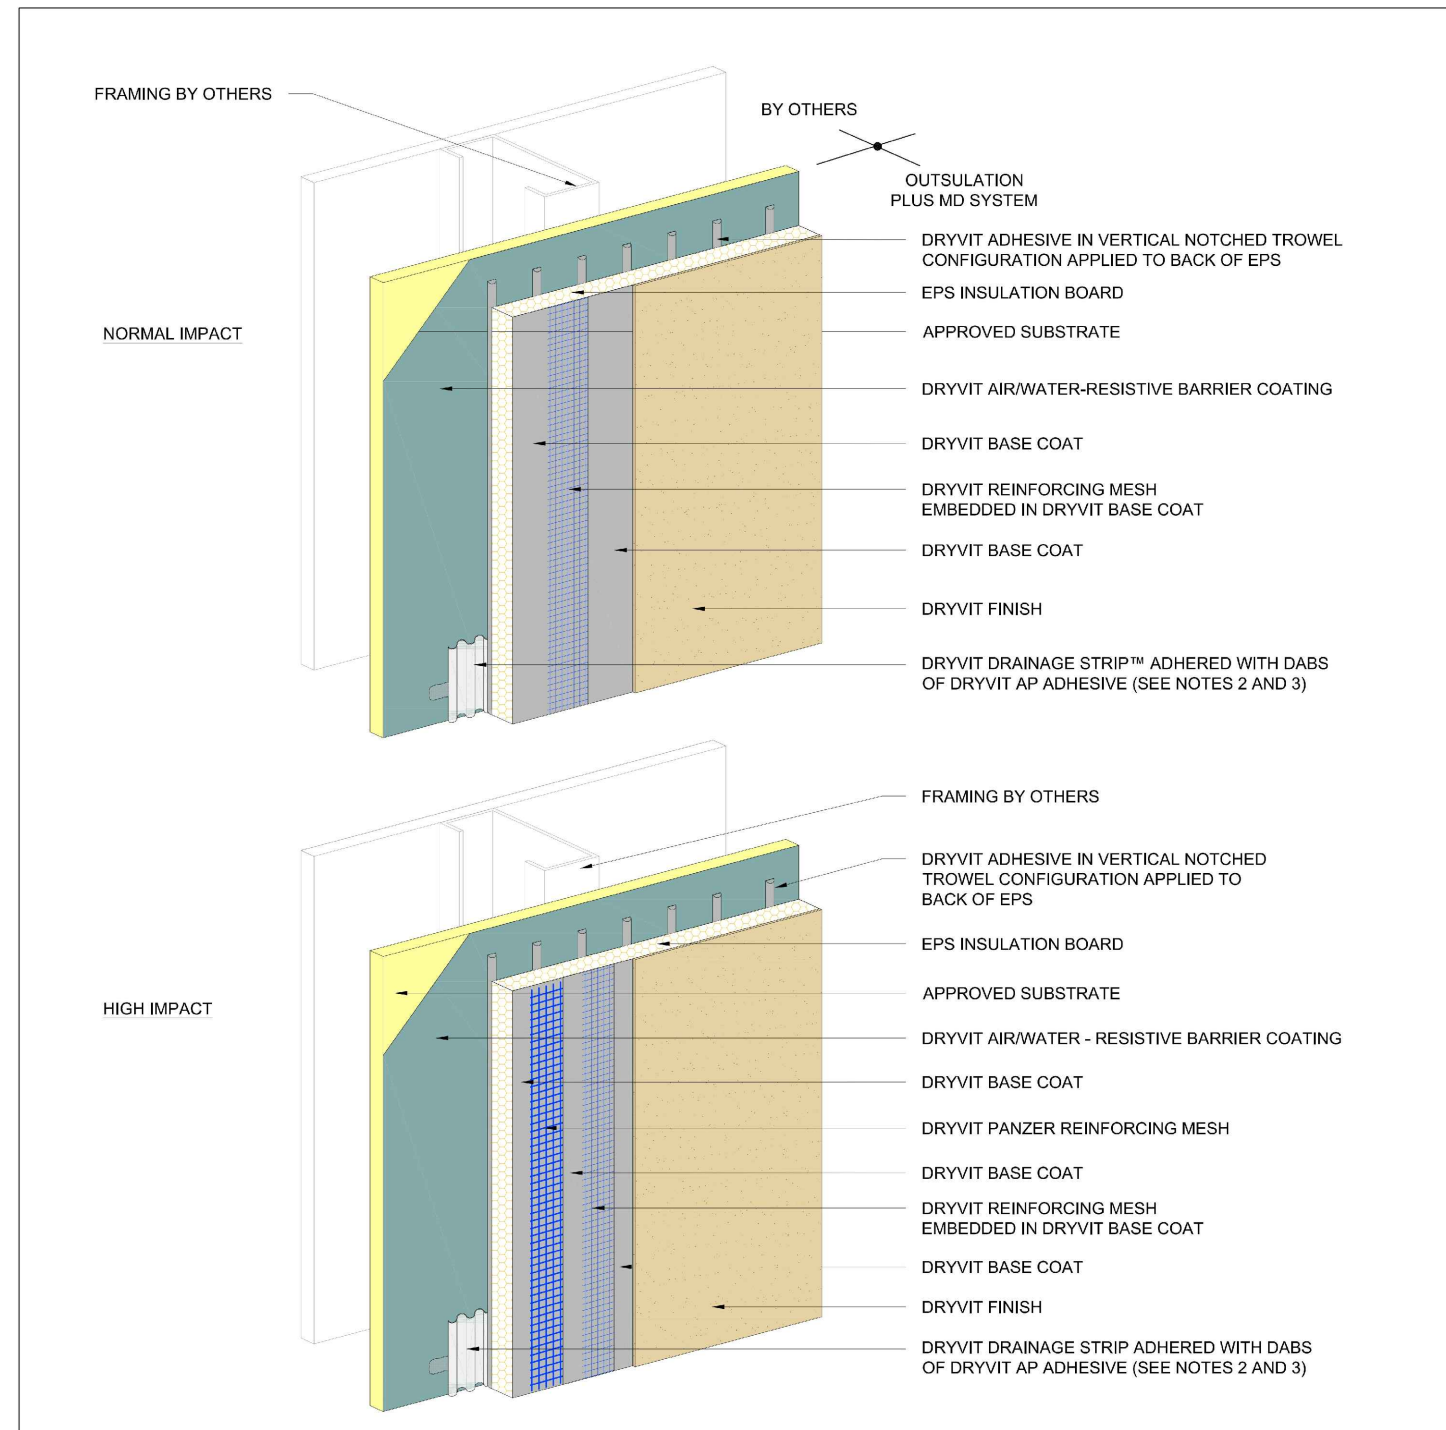 FRAMING BY OTHERS
BY OTHERS
OUTSULATION
PLUS MD SYSTEM
DRYVIT ADHESIVE IN VERTICAL NOTCHED TROWEL
CONFIGURATION APPLIED TO BACK OF EPS
EPS INSULATION BOARD
NORMAL IMPACT
APPROVED SUBSTRATE
DRYVIT AIR/WATER-RESISTIVE BARRIER COATING
DRYVIT BASE COAT
DRYVIT REINFORCING MESH
EMBEDDED IN DRYVIT BASE COAT
DRYVIT BASE COAT
DRYVIT FINISH
DRYVIT DRAINAGE STRIP™ ADHERED WITH DABS
OF DRYVIT AP ADHESIVE (SEE NOTES 2 AND 3)
FRAMING BY OTHERS
DRYVIT ADHESIVE IN VERTICAL NOTCHED
TROWEL CONFIGURATION APPLIED TO
BACK OF EPS
EPS INSULATION BOARD
APPROVED SUBSTRATE
HIGH IMPACT
DRYVIT AIR/WATER - RESISTIVE BARRIER COATING
DRYVIT BASE COAT
DRYVIT PANZER REINFORCING MESH
DRYVIT BASE COAT
DRYVIT REINFORCING MESH
EMBEDDED IN DRYVIT BASE COAT
DRYVIT BASE COAT
DRYVIT FINISH
DRYVIT DRAINAGE STRIP ADHERED WITH DABS
OF DRYVIT AP ADHESIVE (SEE NOTES 2 AND 3)